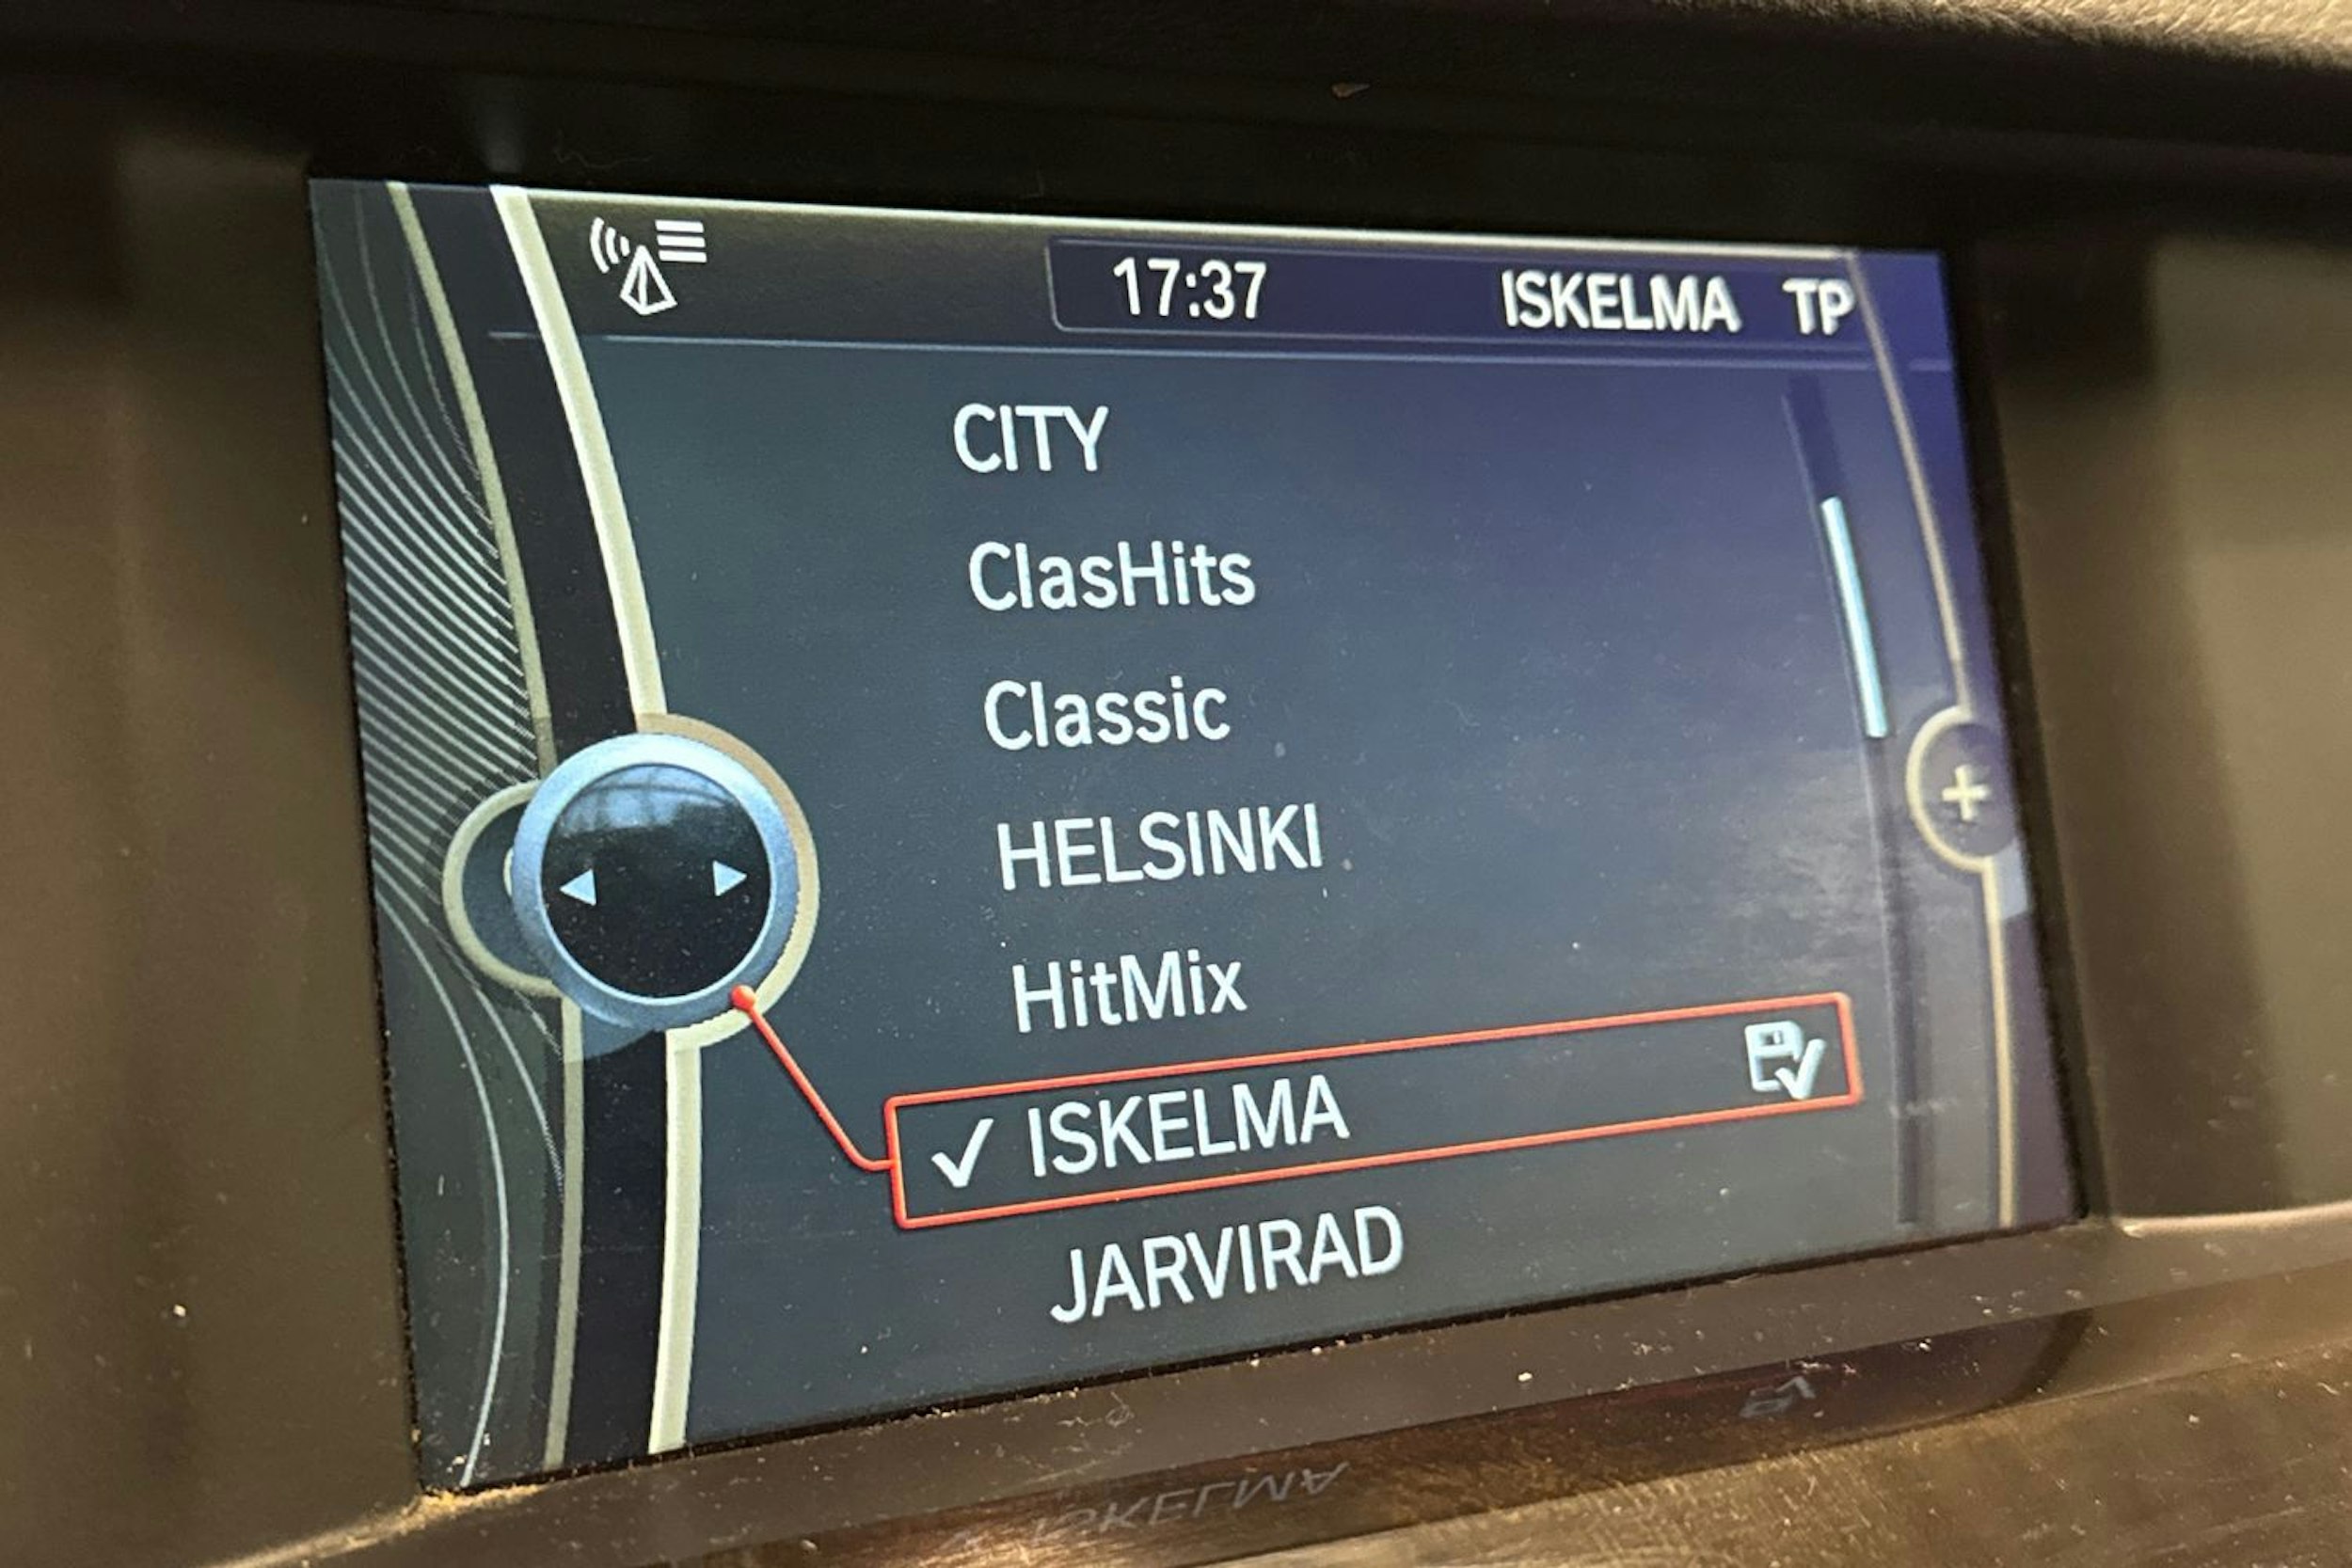 17:37 ISKELMA TP
CITY
ClasHits
Classic
HELSINKI
HitMix
✓ ISKELMA
JARVIRAD